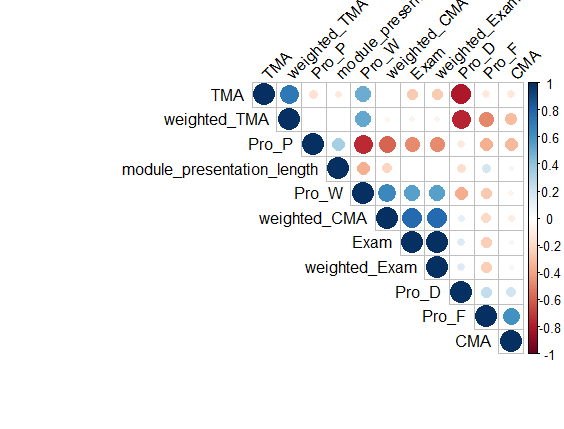 TMA
weighted_TMA
Pro_P
module_presen
Pro_W
weighted_CMA
Exam
weighted_Exam
Pro_D
Pro_F
CMA
TMA
weighted_TMA
Pro_P
module_presentation_length
Pro_W
weighted_CMA
Exam
weighted_Exam
Pro_D
Pro_F
CMA
1
0.8
0.6
0.4
0.2
0
-0.2
-0.4
-0.6
-0.8
-1